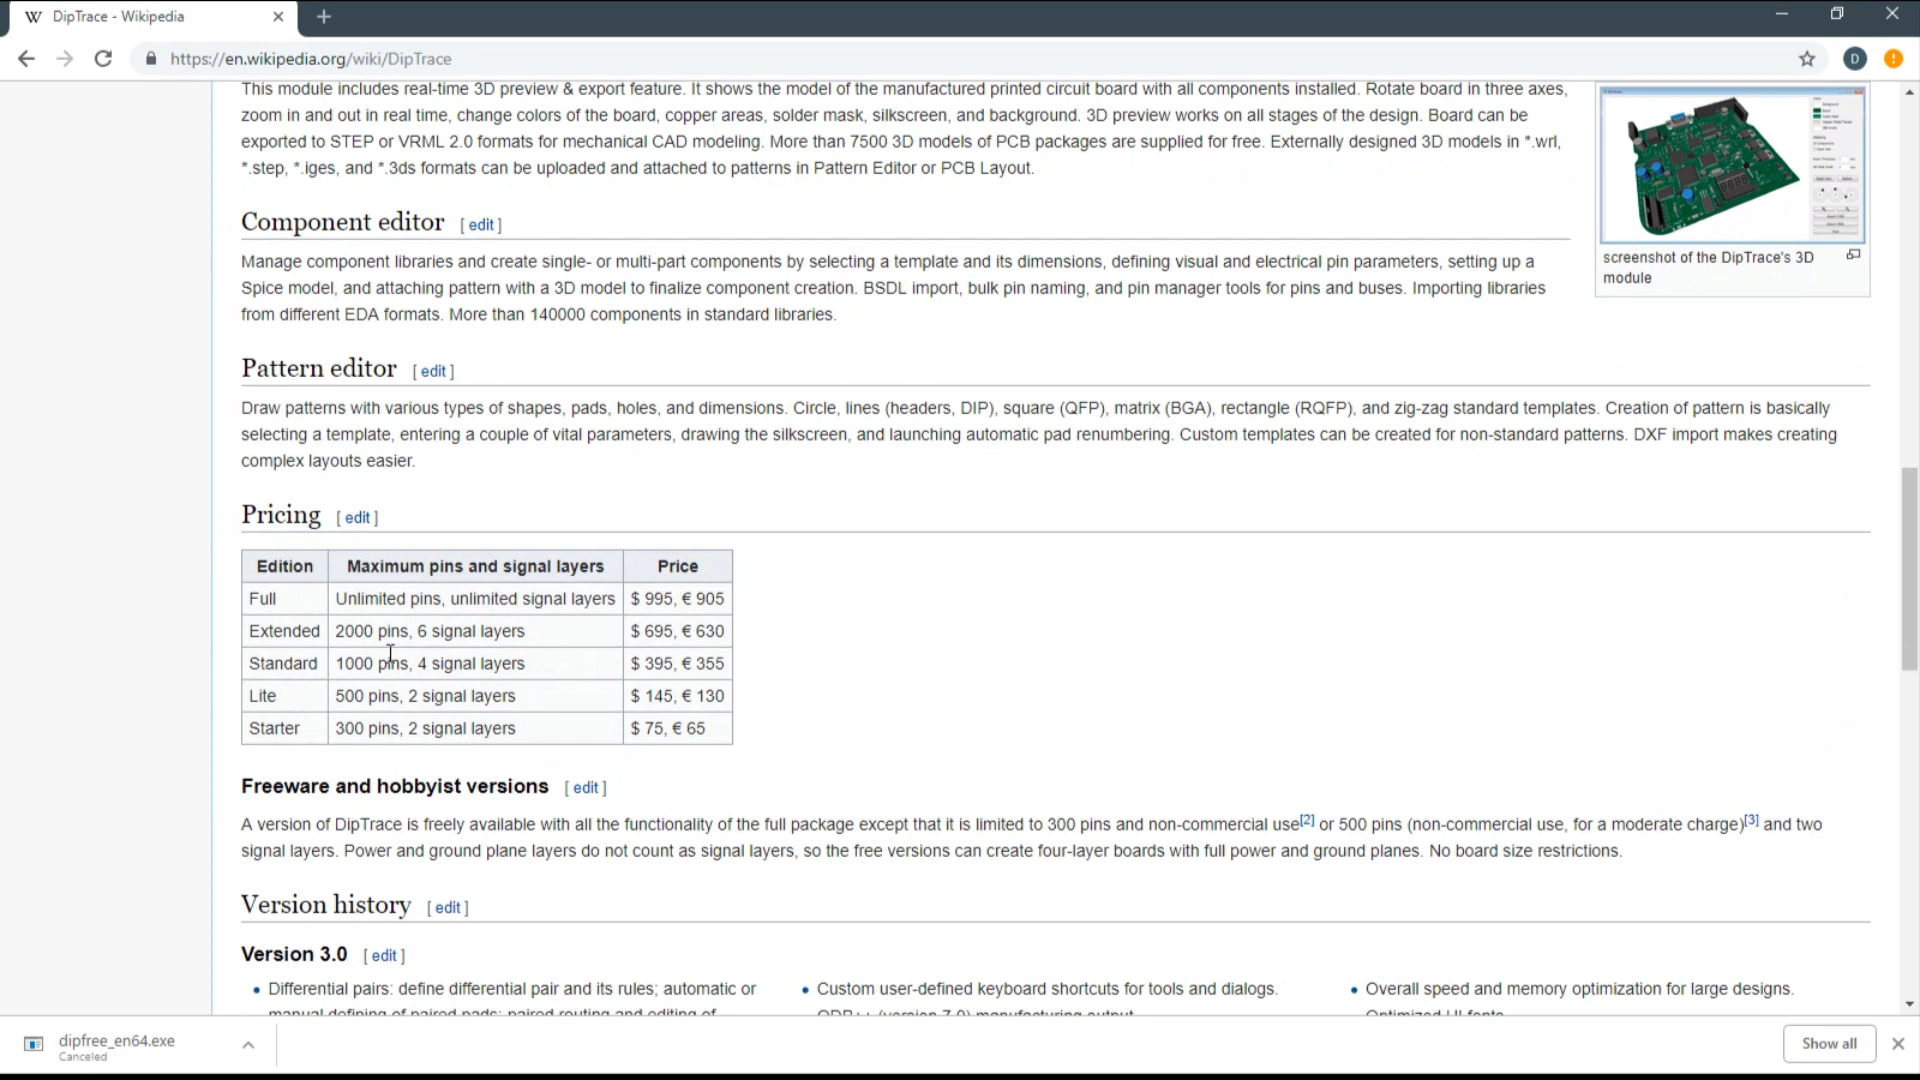 DipTrace - Wikipedia
https://en.wikipedia.org/wiki/DipTrace
D
This module includes real-time 3D preview & export feature. It shows the model of the manufactured printed circuit board with all components installed. Rotate board in three axes,
zoom in and out in real time, change colors of the board, copper areas, solder mask, silkscreen, and background. 3D preview works on all stages of the design. Board can be
exported to STEP or VRML 2.0 formats for mechanical CAD modeling. More than 7500 3D models of PCB packages are supplied for free. Externally designed 3D models in *.wrl,
*.step, *.iges, and *.3ds formats can be uploaded and attached to patterns in Pattern Editor or PCB Layout.
screenshot of the DipTrace's 3D
module
Component editor [ edit ]
Manage component libraries and create single- or multi-part components by selecting a template and its dimensions, defining visual and electrical pin parameters, setting up a
Spice model, and attaching pattern with a 3D model to finalize component creation. BSDL import, bulk pin naming, and pin manager tools for pins and buses. Importing libraries
from different EDA formats. More than 140000 components in standard libraries.
Pattern editor [ edit ]
Draw patterns with various types of shapes, pads, holes, and dimensions. Circle, lines (headers, DIP), square (QFP), matrix (BGA), rectangle (RQFP), and zig-zag standard templates. Creation of pattern is basically
selecting a template, entering a couple of vital parameters, drawing the silkscreen, and launching automatic pad renumbering. Custom templates can be created for non-standard patterns. DXF import makes creating
complex layouts easier.
Pricing [ edit ]
Edition Maximum pins and signal layers Price
Full Unlimited pins, unlimited signal layers $ 995, € 905
Extended 2000 pins, 6 signal layers $ 695, € 630
Standard 1000 pins, 4 signal layers $ 395, € 355
Lite 500 pins, 2 signal layers $ 145, € 130
Starter 300 pins, 2 signal layers $ 75, € 65
Freeware and hobbyist versions [ edit ]
A version of DipTrace is freely available with all the functionality of the full package except that it is limited to 300 pins and non-commercial use[2] or 500 pins (non-commercial use, for a moderate charge)[3] and two
signal layers. Power and ground plane layers do not count as signal layers, so the free versions can create four-layer boards with full power and ground planes. No board size restrictions.
Version history [ edit ]
Version 3.0 [ edit ]
• Differential pairs: define differential pair and its rules; automatic or
manual defining of paired pads; paired routing and editing of
• Custom user-defined keyboard shortcuts for tools and dialogs.
ODB++ (version 7.0) manufacturing output
• Overall speed and memory optimization for large designs.
Optimized UI fonts
dipfree_en64.exe
Canceled
Show all